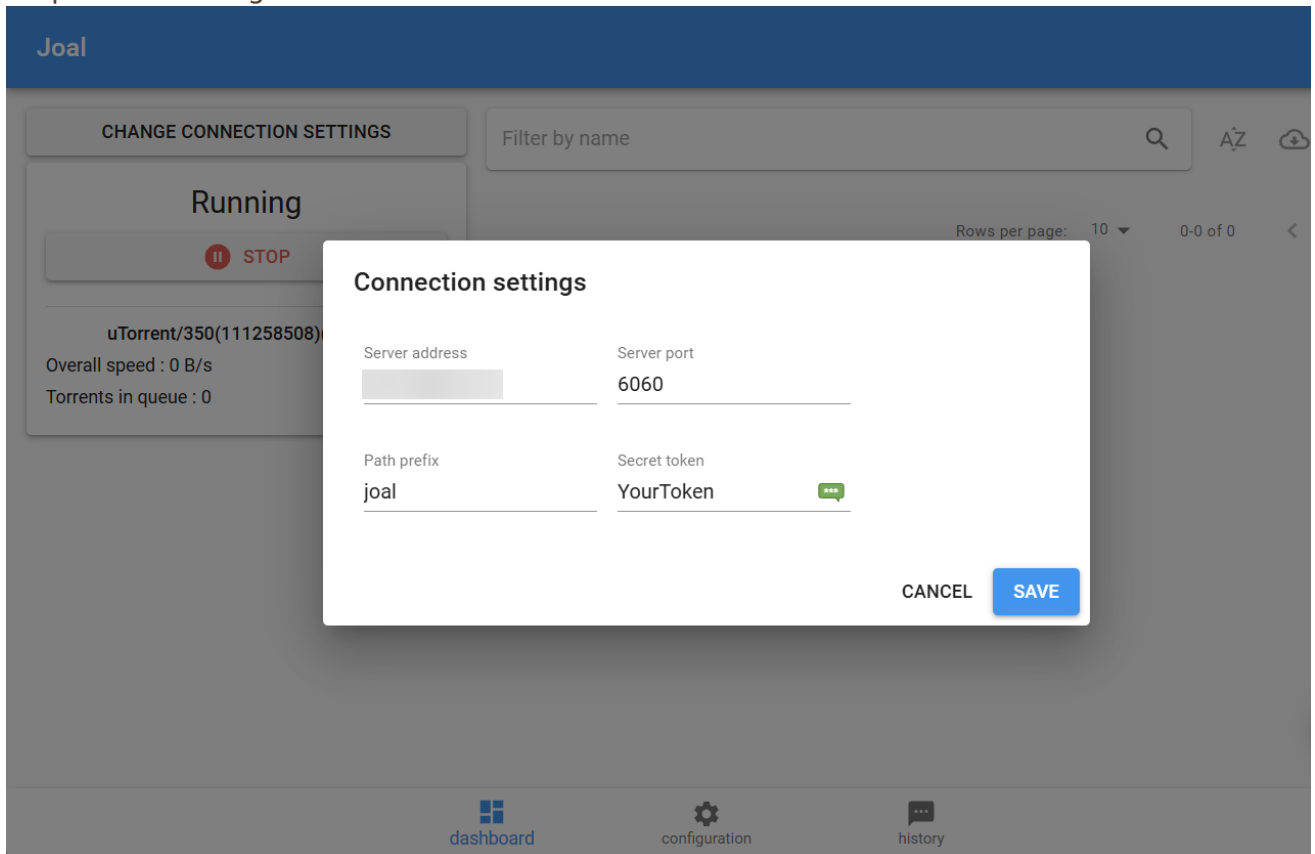 Joal
CHANGE CONNECTION SETTINGS
Filter by name
AZ
Running
Rows per page: 10 0-0 of 0
STOP
Connection settings
uTorrent/350(111258508)
Overall speed : 0 B/s
Torrents in queue : 0
Server address
Server port
6060
Path prefix
Secret token
joal
YourToken
***
CANCEL
SAVE
dashboard
configuration
history